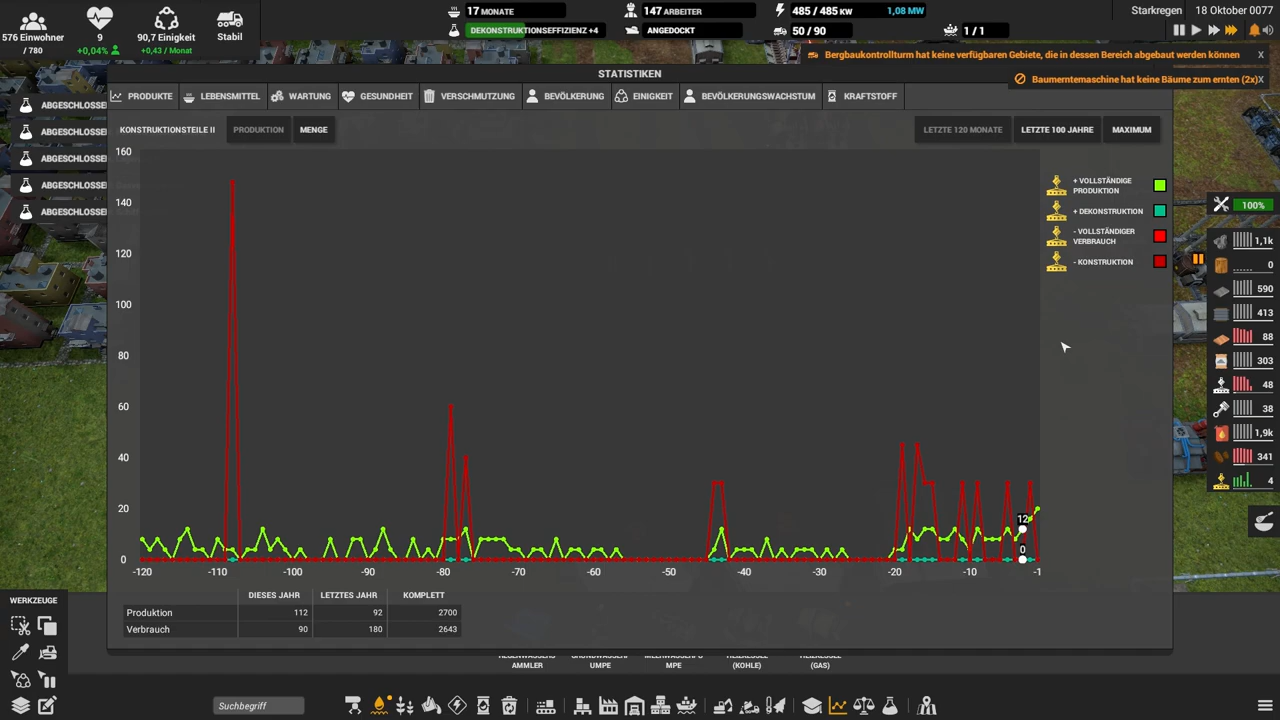 576 Einwohner
/ 780
9
+0,04%
90,7 Einigkeit
+0,43 / Monat
Stabil
17 MONATE
DEKONSTRUKTIONSEFFIZIENZ +4
147 ARBEITER
ANGEDOCKT
485 / 485 KW
1,08 MW
50 / 90
1 / 1
Starkregen
18 Oktober 0077
Bergbaukontrollturm hat keine verfügbaren Gebiete, die in dessen Bereich abgebaut werden können
X
Baumerntemaschine hat keine Bäume zum ernten (2x)
X
STATISTIKEN
PRODUKTE
LEBENSMITTEL
WARTUNG
GESUNDHEIT
VERSCHMUTZUNG
BEVÖLKERUNG
EINIGKEIT
BEVÖLKERUNGSWACHSTUM
KRAFTSTOFF
ABGESCHLOSSE
ABGESCHLOSSE
ABGESCHLOSSE
ABGESCHLOSSE
ABGESCHLOSSE
KONSTRUKTIONSTEILE II
PRODUKTION
MENGE
LETZTE 120 MONATE
LETZTE 100 JAHRE
MAXIMUM
160
140
120
100
80
60
40
20
0
-120
-110
-100
-90
-80
-70
-60
-50
-40
-30
-20
-10
-1
12
0
+ VOLLSTÄNDIGE
PRODUKTION
+ DEKONSTRUKTION
- VOLLSTÄNDIGER
VERBRAUCH
- KONSTRUKTION
100%
1,1k
0
590
413
88
303
48
38
1,9k
341
4
DIESES JAHR
LETZTES JAHR
KOMPLETT
Produktion
112
92
2700
Verbrauch
90
180
2643
WERKZEUGE
AMMLER
UMPE
MPE
(KOHLE)
(GAS)
Suchbegriff